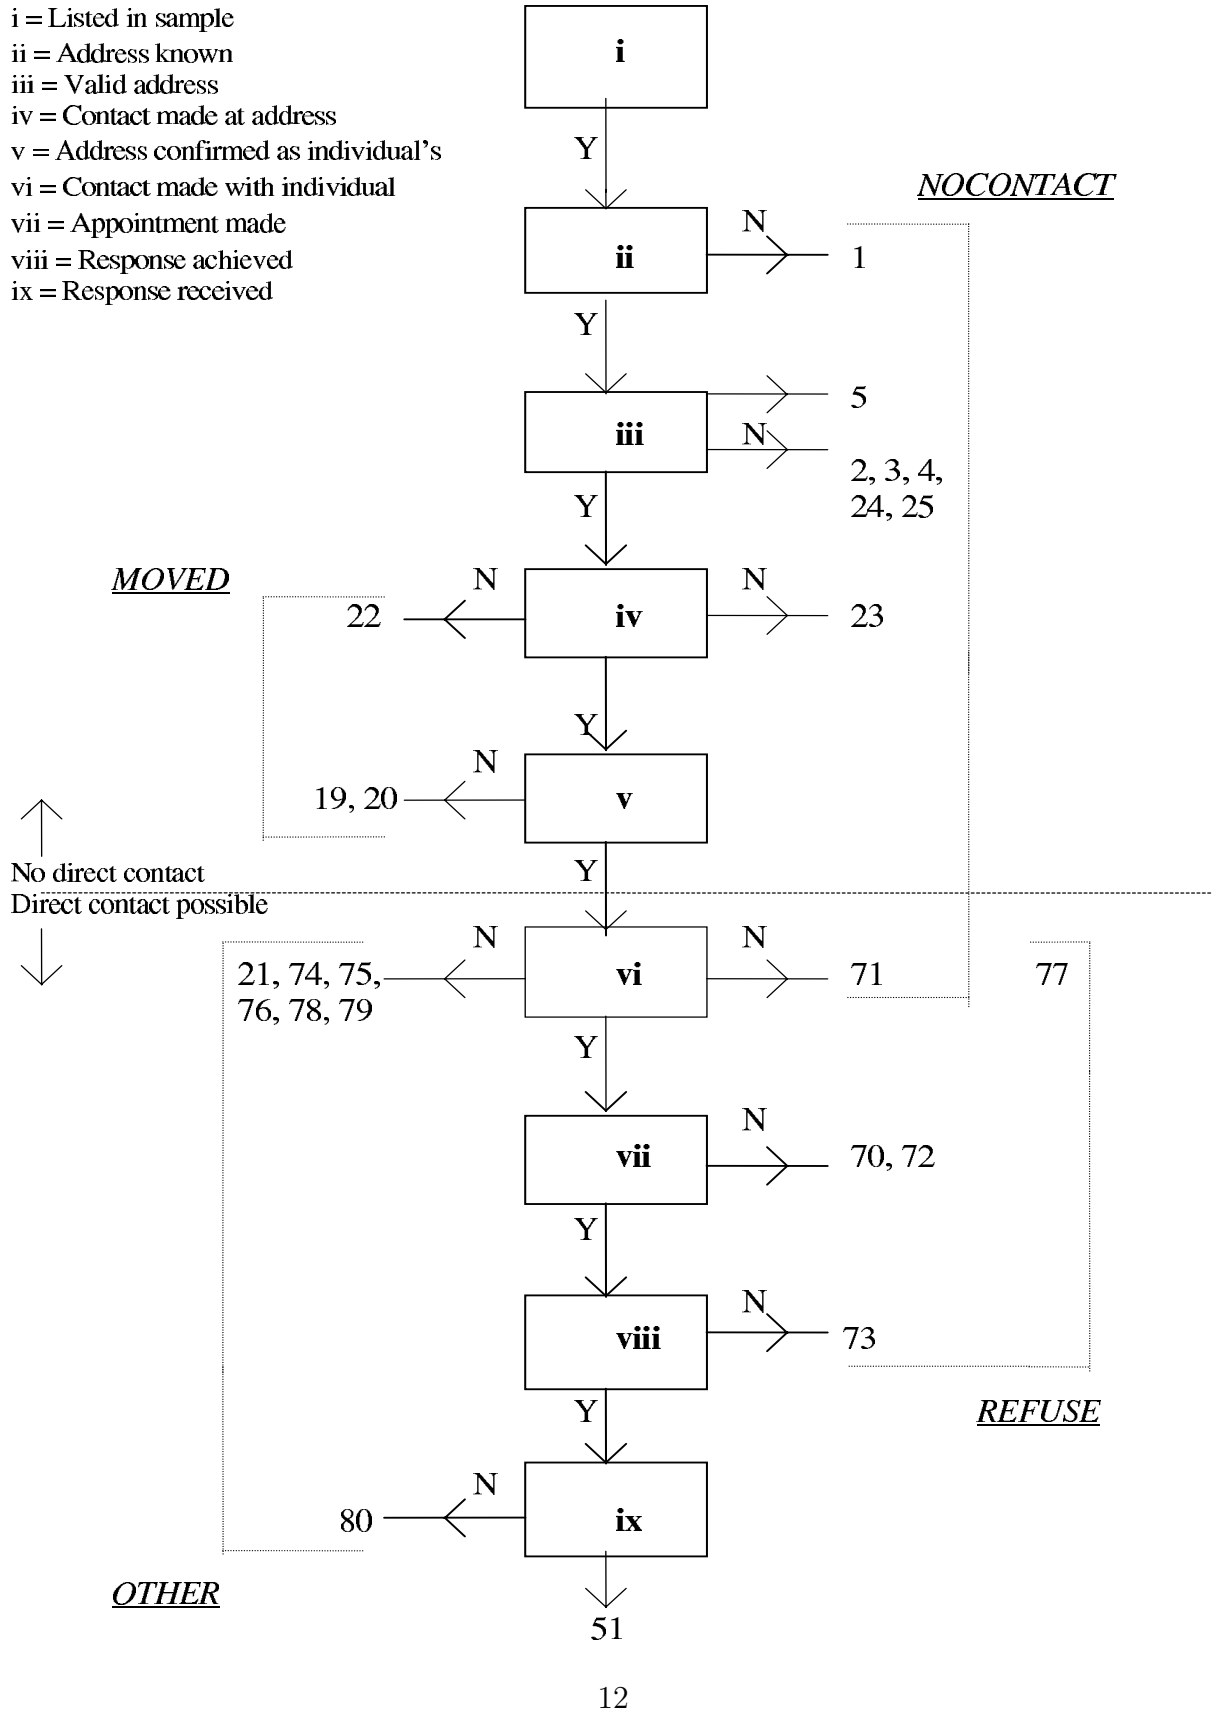 i = Listed in sample
ii = Address known
iii = Valid address
iv = Contact made at address
v = Address confirmed as individual's
vi = Contact made with individual
vii = Appointment made
viii = Response achieved
ix = Response received
i
Y
NOCONTACT
ii
N
1
Y
iii
5
N
2, 3, 4,
24, 25
Y
MOVED
22
N
iv
N
23
Y
19, 20
N
v
No direct contact
Direct contact possible
Y
21, 74, 75,
76, 78, 79
N
vi
N
71
77
Y
vii
N
70, 72
Y
viii
N
73
REFUSE
Y
80
N
ix
OTHER
51
12